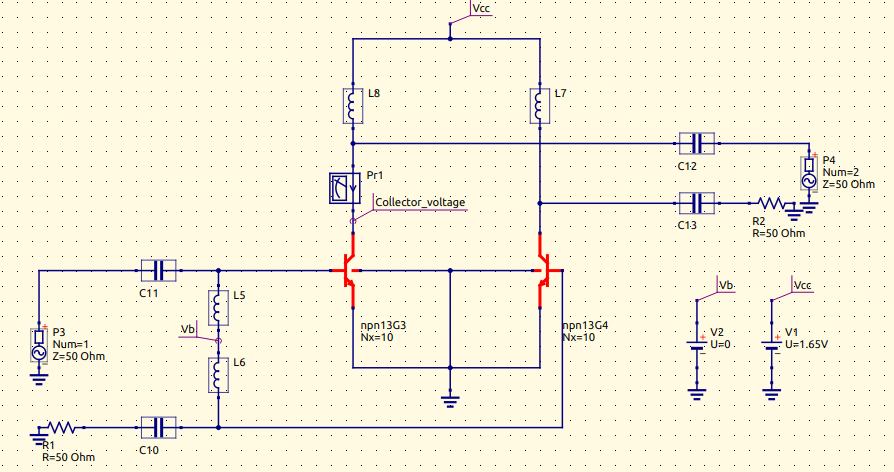 Vcc
L8
L7
C12
P4
Num=2
Z=50 Ohm
Pr1
Collector_voltage
C13
R2
R=50 Ohm
C11
L5
Vb
L6
P3
Num=1
Z=50 Ohm
npn13G3
Nx=10
npn13G4
Nx=10
Vb
Vcc
V2
U=0
V1
U=1.65V
C10
R1
R=50 Ohm